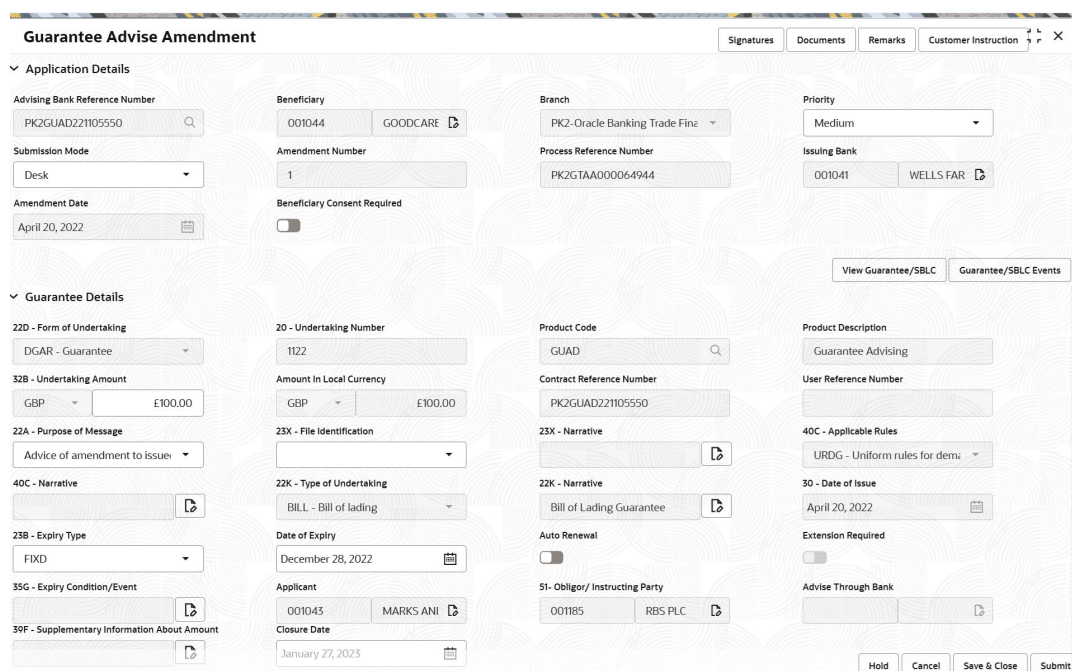 Guarantee Advise Amendment
Signatures Documents Remarks Customer Instruction
Application Details
Advising Bank Reference Number Beneficiary Branch Priority
PK2GUAD221105550 001044 GOODCARE PK2-Oracle Banking Trade Fina Medium
Submission Mode Amendment Number Process Reference Number Issuing Bank
Desk 1 PK2GTAA000064944 001041 WELLS FAR
Amendment Date Beneficiary Consent Required
April 20, 2022
View Guarantee/SBLC Guarantee/SBLC Events
Guarantee Details
22D - Form of Undertaking 20 - Undertaking Number Product Code Product Description
DGAR - Guarantee 1122 GUAD Guarantee Advising
32B - Undertaking Amount Amount In Local Currency Contract Reference Number User Reference Number
GBP £100.00 GBP £100.00 PK2GUAD221105550
22A - Purpose of Message 23X - File Identification 23X - Narrative 40C - Applicable Rules
Advice of amendment to issue URDG - Uniform rules for dema
40C - Narrative 22K - Type of Undertaking 22K - Narrative 30 - Date of Issue
BILL - Bill of lading Bill of Lading Guarantee April 20, 2022
23B - Expiry Type Date of Expiry Auto Renewal Extension Required
FIXD December 28, 2022
35G - Expiry Condition/Event Applicant 51- Obligor/ Instructing Party Advise Through Bank
001043 MARKS ANI 001185 RBS PLC
39F - Supplementary Information About Amount Closure Date
January 27, 2023
Hold Cancel Save & Close Submit